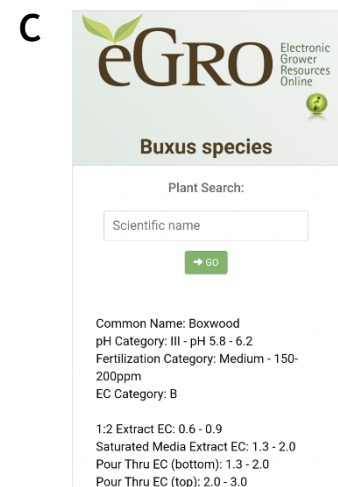 C
eGRO
Electronic
Grower
Resources
Online
Buxus species
Plant Search:
Scientific name
➔ GO
Common Name: Boxwood
pH Category: III - pH 5.8 - 6.2
Fertilization Category: Medium - 150-
200ppm
EC Category: B
1:2 Extract EC: 0.6 - 0.9
Saturated Media Extract EC: 1.3 - 2.0
Pour Thru EC (bottom): 1.3 - 2.0
Pour Thru EC (top): 2.0 - 3.0